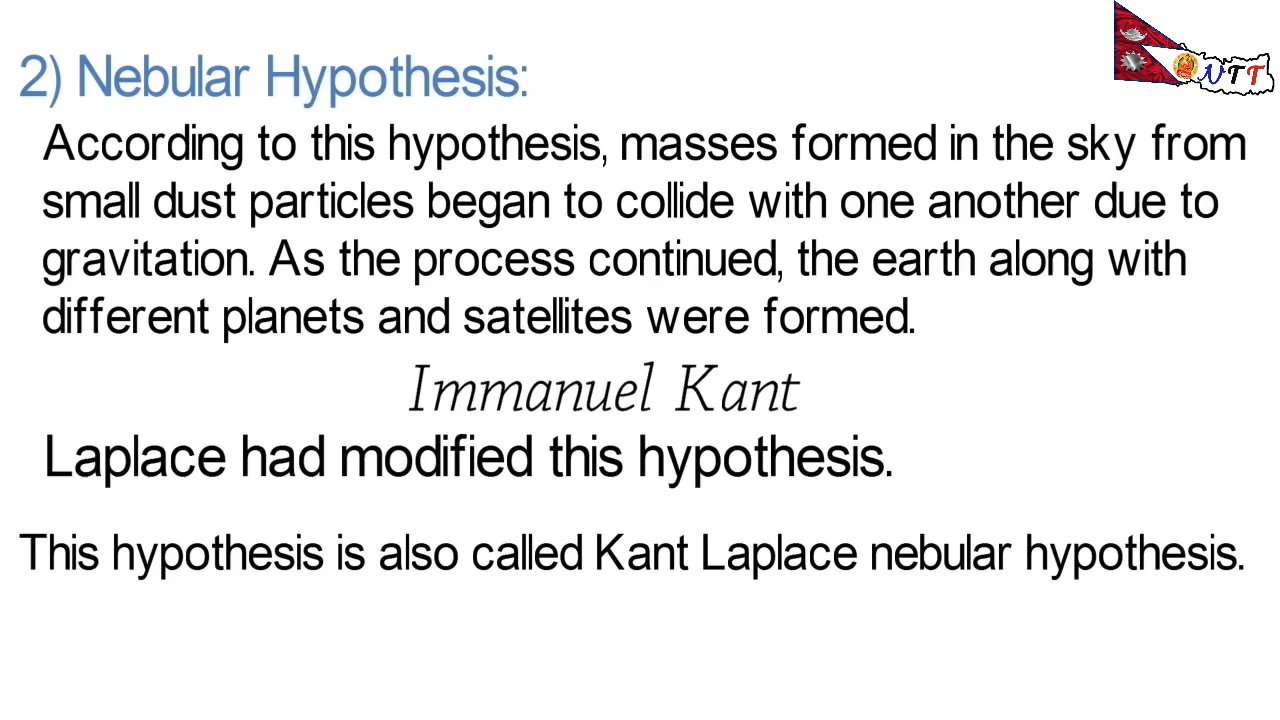 2) Nebular Hypothesis:
According to this hypothesis, masses formed in the sky from
small dust particles began to collide with one another due to
gravitation. As the process continued, the earth along with
different planets and satellites were formed.
Immanuel Kant
Laplace had modified this hypothesis.
This hypothesis is also called Kant Laplace nebular hypothesis.
NTT